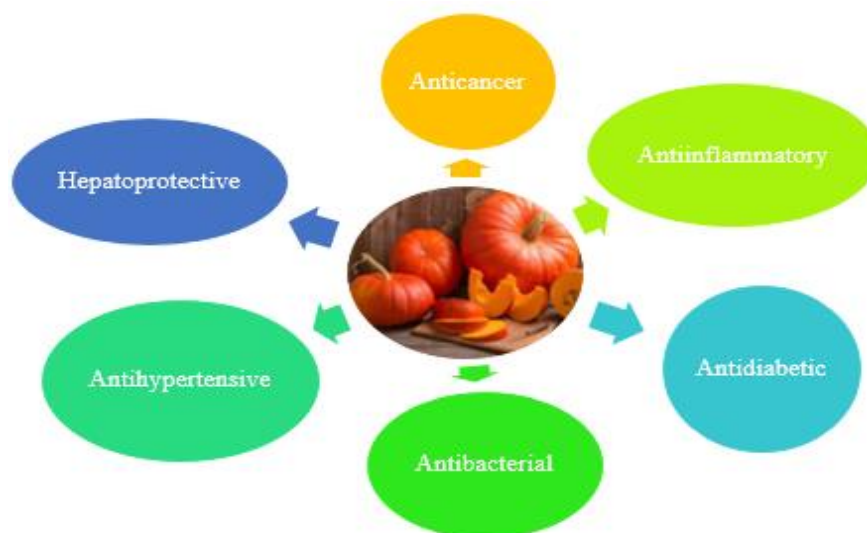 Anticancer
Antiinflammatory
Hepatoprotective
Antihypertensive
Antidiabetic
Antibacterial